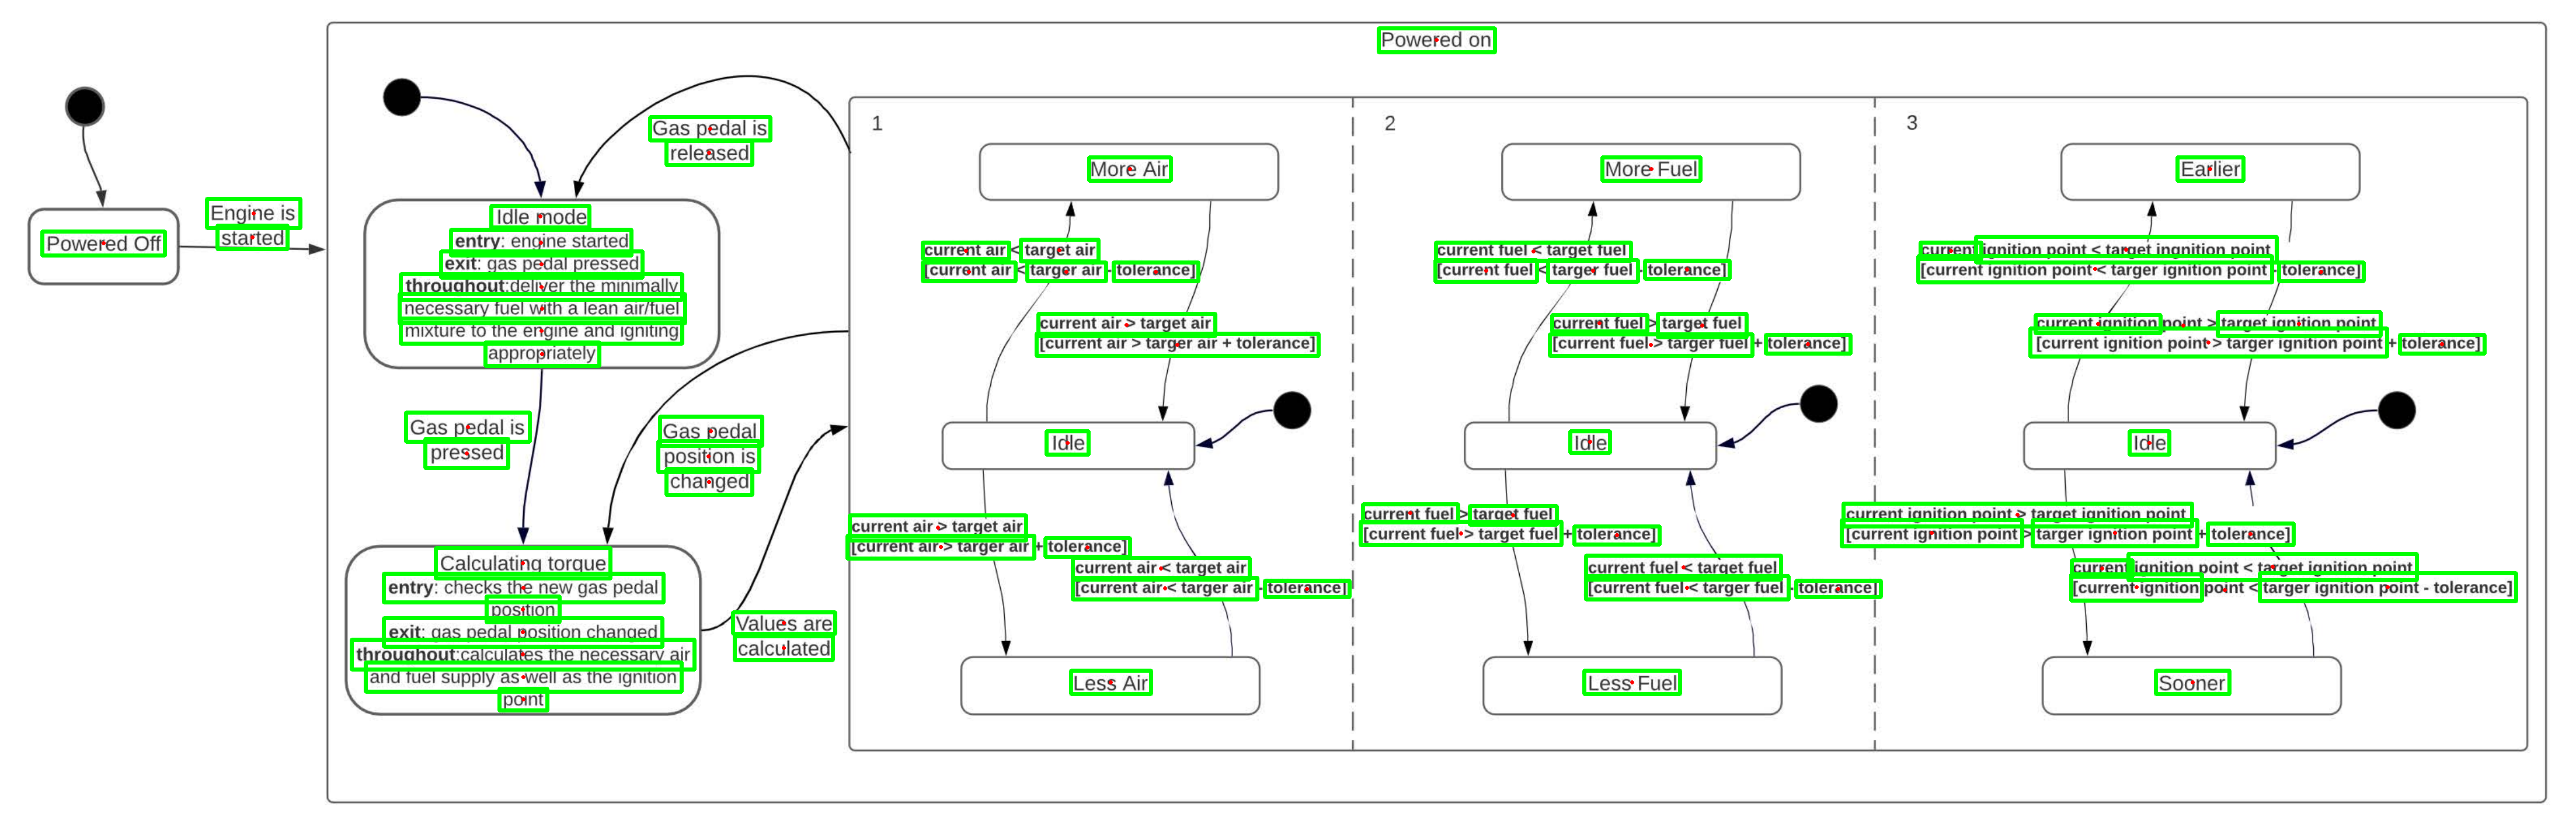 Powered on
Powered Off
Engine is
started
Gas pedal is
released
Idle mode
entry: engine started
exit: gas pedal pressed
throughout:deliver the minimally
necessary fuel with a lean air/fuel
mixture to the engine and igniting
appropriately
Gas pedal is
pressed
Gas pedal
position is
changed
Calculating torque
entry: checks the new gas pedal
position
exit: gas pedal position changed
throughout:calculates the necessary air
and fuel supply as well as the ignition
point
Values are
calculated
1
More Air
current air < target air
[current air < targer air - tolerance]
current air > target air
[current air > targer air + tolerance]
Idle
current air > target air
[current air > targer air + tolerance]
current air < target air
[current air < targer air - tolerance]
Less Air
2
More Fuel
current fuel < target fuel
[current fuel < targer fuel - tolerance]
current fuel > target fuel
[current fuel > targer fuel + tolerance]
Idle
current fuel > target fuel
[current fuel > targer fuel + tolerance]
current fuel < target fuel
[current fuel < targer fuel - tolerance]
Less Fuel
3
Earlier
current ignition point < target ingnition point
[current ignition point < targer ignition point - tolerance]
current ignition point > target ignition point
[current ignition point > targer ignition point + tolerance]
Idle
current ignition point > target ignition point
[current ignition point > targer ignition point + tolerance]
current ignition point < target ignition point
[current ignition point < targer ignition point - tolerance]
Sooner